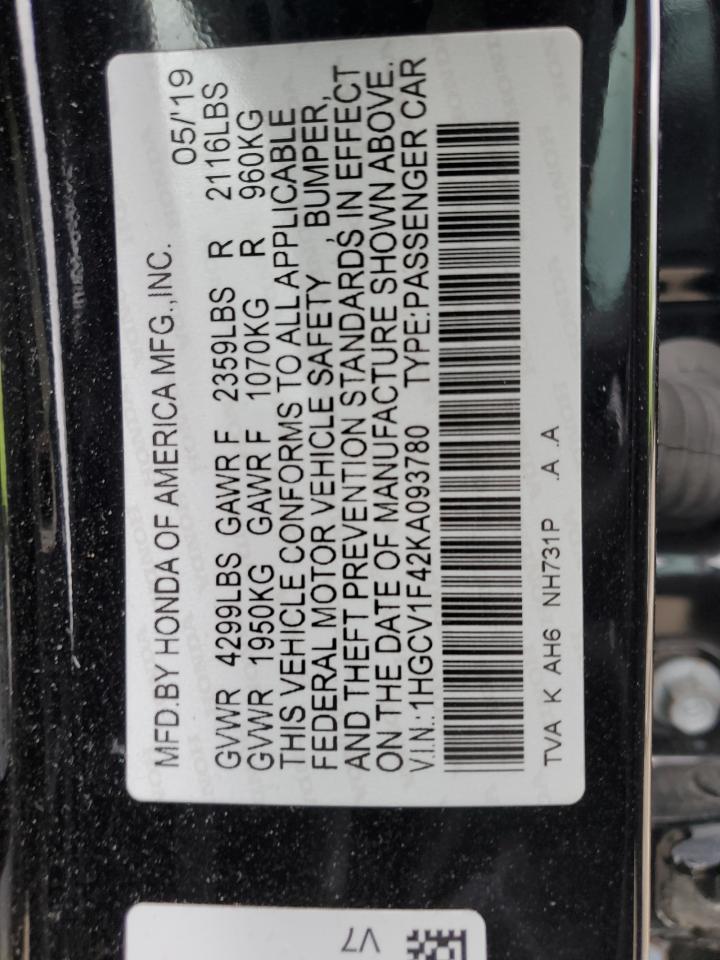 MFD.BY HONDA OF AMERICA MFG.,INC. 05/'19
GVWR 4299LBS GAWR F 2359LBS R 2116LBS
GVWR 1950KG GAWR F 1070KG R 960KG
THIS VEHICLE CONFORMS TO ALL APPLICABLE
FEDERAL MOTOR VEHICLE SAFETY , BUMPER,
AND THEFT PREVENTION STANDARDS IN EFFECT
ON THE DATE OF MANUFACTURE SHOWN ABOVE.
V.I.N.: 1HGCV1F42KA093780 TYPE:PASSENGER CAR
TVA K AH6 NH731P .A .A
V7